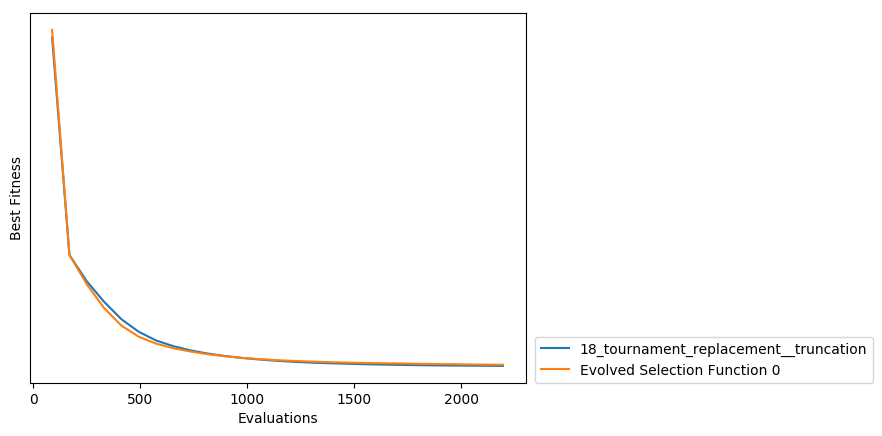 Best Fitness
0
500
1000
1500
2000
Evaluations
18_tournament_replacement__truncation
Evolved Selection Function 0